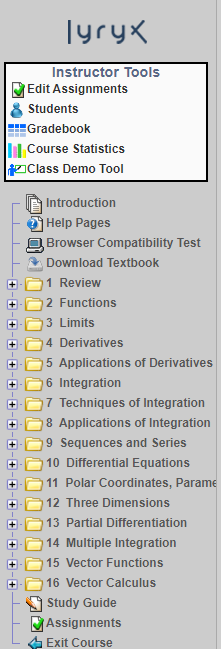 lyryx
Instructor Tools
Edit Assignments
Students
Gradebook
Course Statistics
Class Demo Tool
Introduction
Help Pages
Browser Compatibility Test
Download Textbook
1 Review
2 Functions
3 Limits
4 Derivatives
5 Applications of Derivatives
6 Integration
7 Techniques of Integration
8 Applications of Integration
9 Sequences and Series
10 Differential Equations
11 Polar Coordinates, Parame
12 Three Dimensions
13 Partial Differentiation
14 Multiple Integration
15 Vector Functions
16 Vector Calculus
Study Guide
Assignments
Exit Course